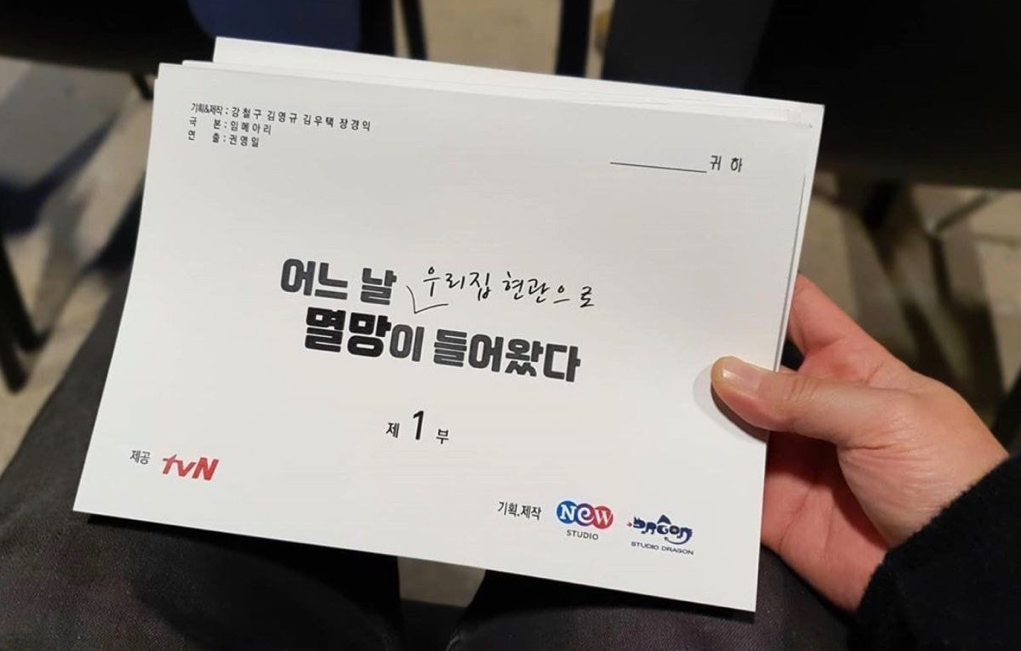 기획&제작 : 강철구 김영규 김우택 장경익
극 본 : 임메아리
연 출 : 권영일
귀 하
어느 날 우리집 현관으로
멸망이 들어왔다
제 1 부
제공 tvN
기획.제작 NEW STUDIO DRAGON STUDIO DRAGON